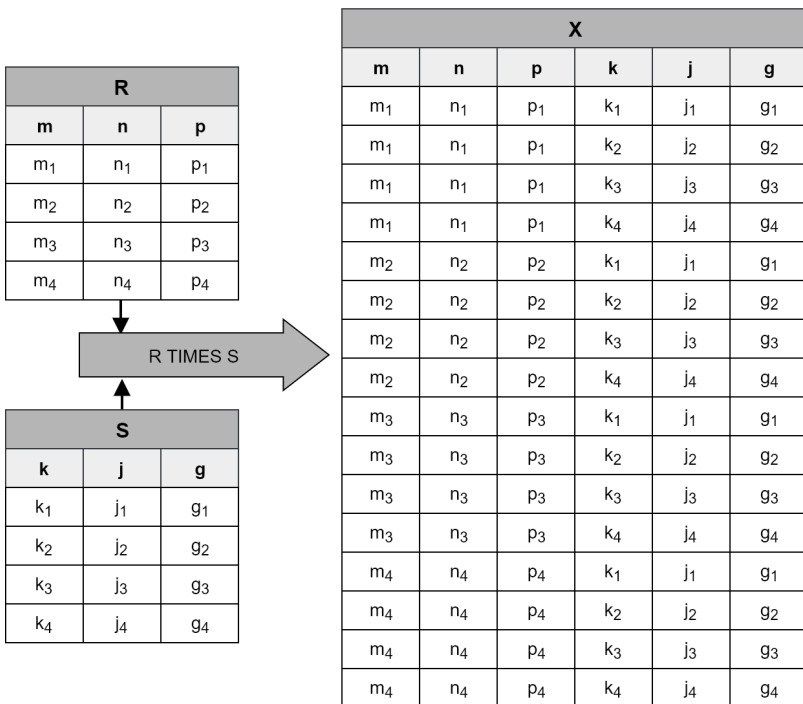 R
m n p
m₁ n₁ p₁
m₂ n₂ p₂
m₃ n₃ p₃
m₄ n₄ p₄
R TIMES S
S
k j g
k₁ j₁ g₁
k₂ j₂ g₂
k₃ j₃ g₃
k₄ j₄ g₄
X
m n p k j g
m₁ n₁ p₁ k₁ j₁ g₁
m₁ n₁ p₁ k₂ j₂ g₂
m₁ n₁ p₁ k₃ j₃ g₃
m₁ n₁ p₁ k₄ j₄ g₄
m₂ n₂ p₂ k₁ j₁ g₁
m₂ n₂ p₂ k₂ j₂ g₂
m₂ n₂ p₂ k₃ j₃ g₃
m₂ n₂ p₂ k₄ j₄ g₄
m₃ n₃ p₃ k₁ j₁ g₁
m₃ n₃ p₃ k₂ j₂ g₂
m₃ n₃ p₃ k₃ j₃ g₃
m₃ n₃ p₃ k₄ j₄ g₄
m₄ n₄ p₄ k₁ j₁ g₁
m₄ n₄ p₄ k₂ j₂ g₂
m₄ n₄ p₄ k₃ j₃ g₃
m₄ n₄ p₄ k₄ j₄ g₄